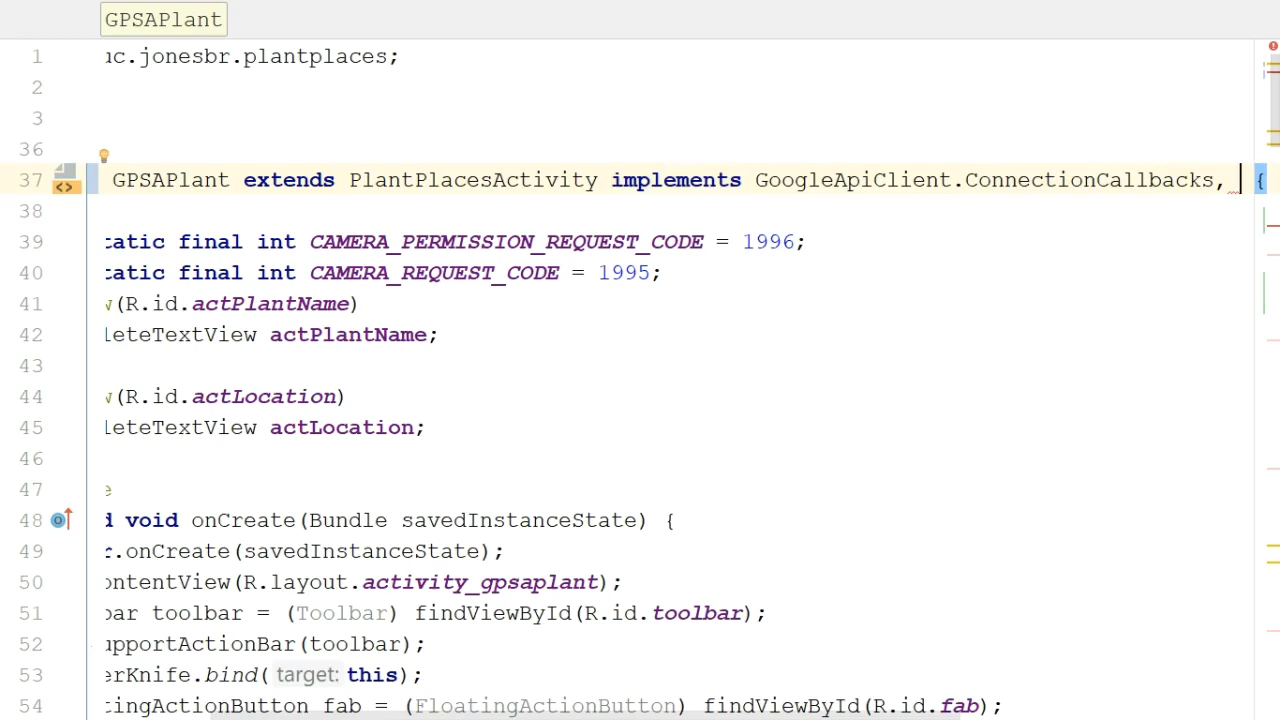 GPSAPlant
1 uc.jonesbr.plantplaces;
2
3
36
37 GPSAPlant extends PlantPlacesActivity implements GoogleApiClient.ConnectionCallbacks, {
38
39 tatic final int CAMERA_PERMISSION_REQUEST_CODE = 1996;
40 tatic final int CAMERA_REQUEST_CODE = 1995;
41 w(R.id.actPlantName)
42 leteTextView actPlantName;
43
44 w(R.id.actLocation)
45 leteTextView actLocation;
46
47 e
48 d void onCreate(Bundle savedInstanceState) {
49 r.onCreate(savedInstanceState);
50 ontentView(R.layout.activity_gpsaplant);
51 bar toolbar = (Toolbar) findViewById(R.id.toolbar);
52 upportActionBar(toolbar);
53 erKnife.bind( target: this);
54 tingActionButton fab = (FloatingActionButton) findViewById(R.id.fab);